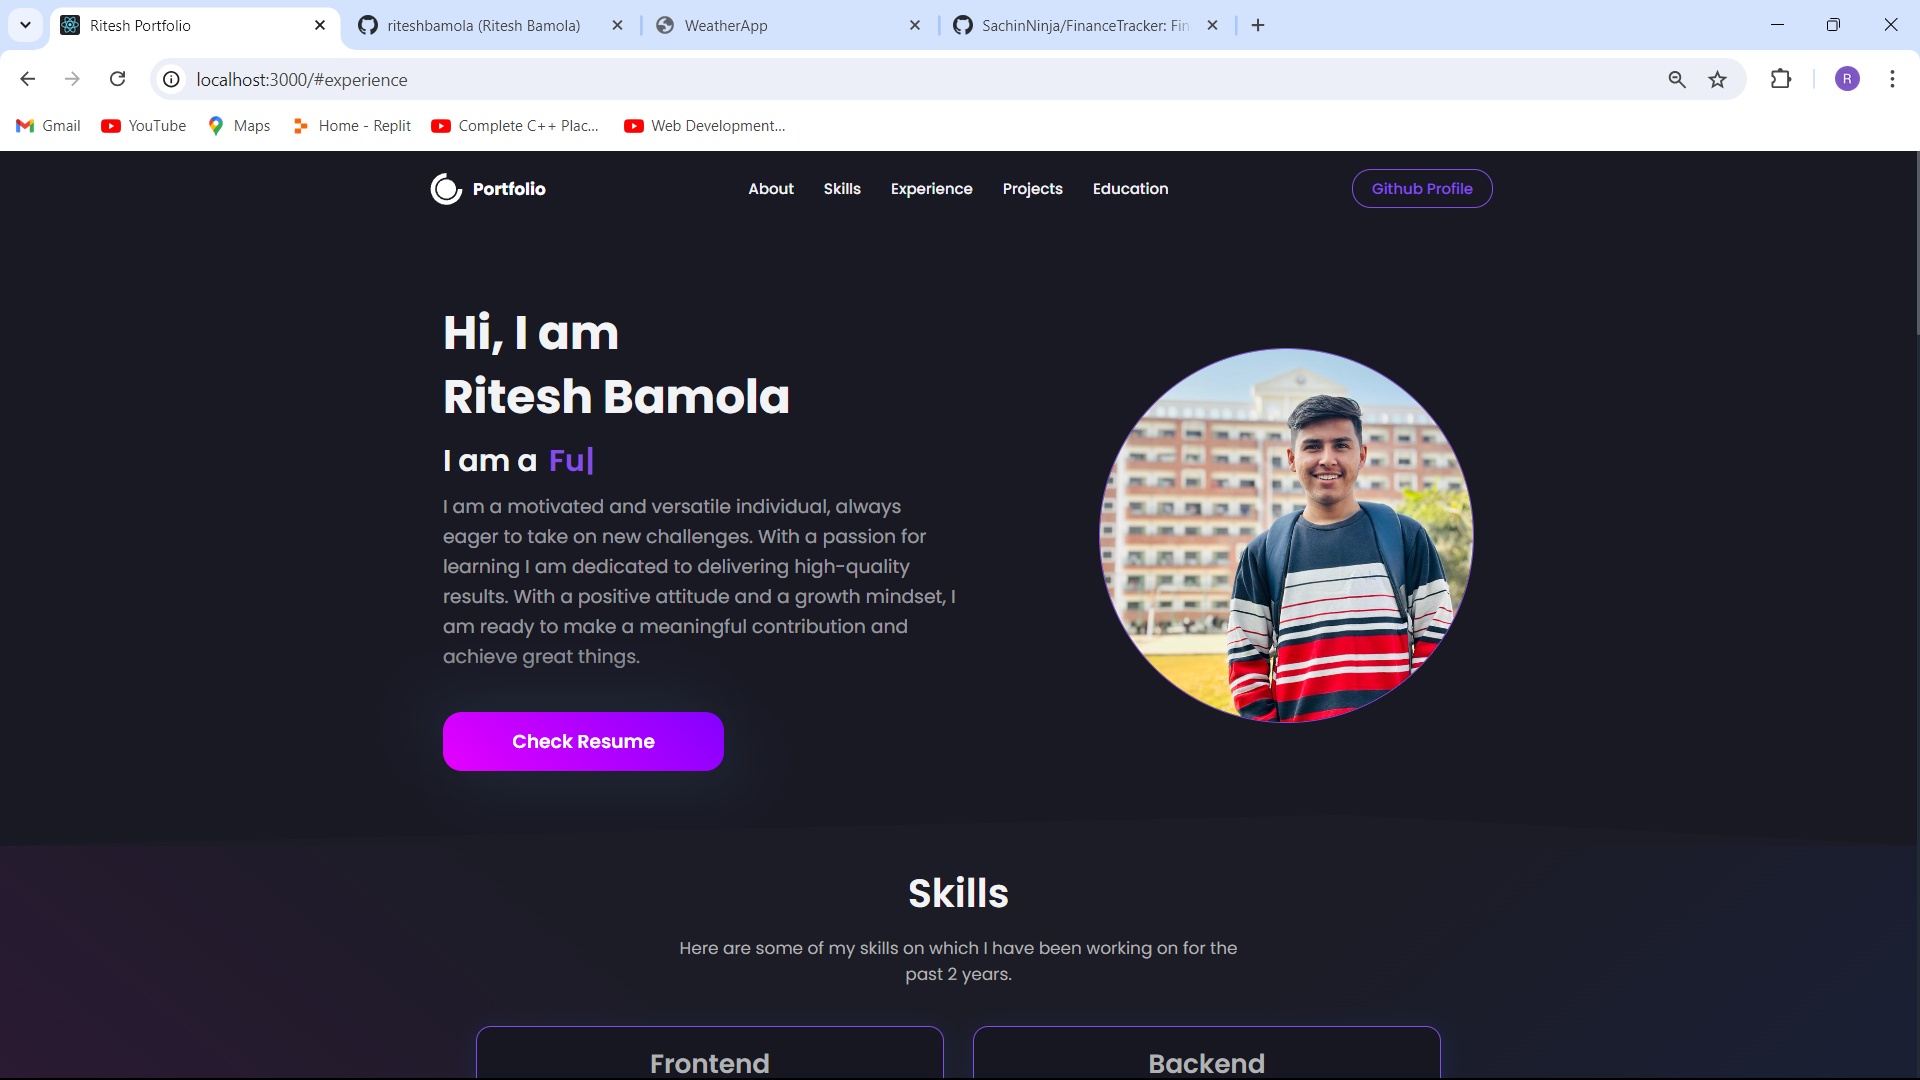 Ritesh Portfolio
riteshbamola (Ritesh Bamola)
WeatherApp
SachinNinja/FinanceTracker: Fin
localhost:3000/#experience
R
Gmail
YouTube
Maps
Home - Replit
Complete C++ Plac...
Web Development...
Portfolio
About
Skills
Experience
Projects
Education
Github Profile
Hi, I am
Ritesh Bamola
I am a Fu|
I am a motivated and versatile individual, always
eager to take on new challenges. With a passion for
learning I am dedicated to delivering high-quality
results. With a positive attitude and a growth mindset, I
am ready to make a meaningful contribution and
achieve great things.
Check Resume
Skills
Here are some of my skills on which I have been working on for the
past 2 years.
Frontend
Backend